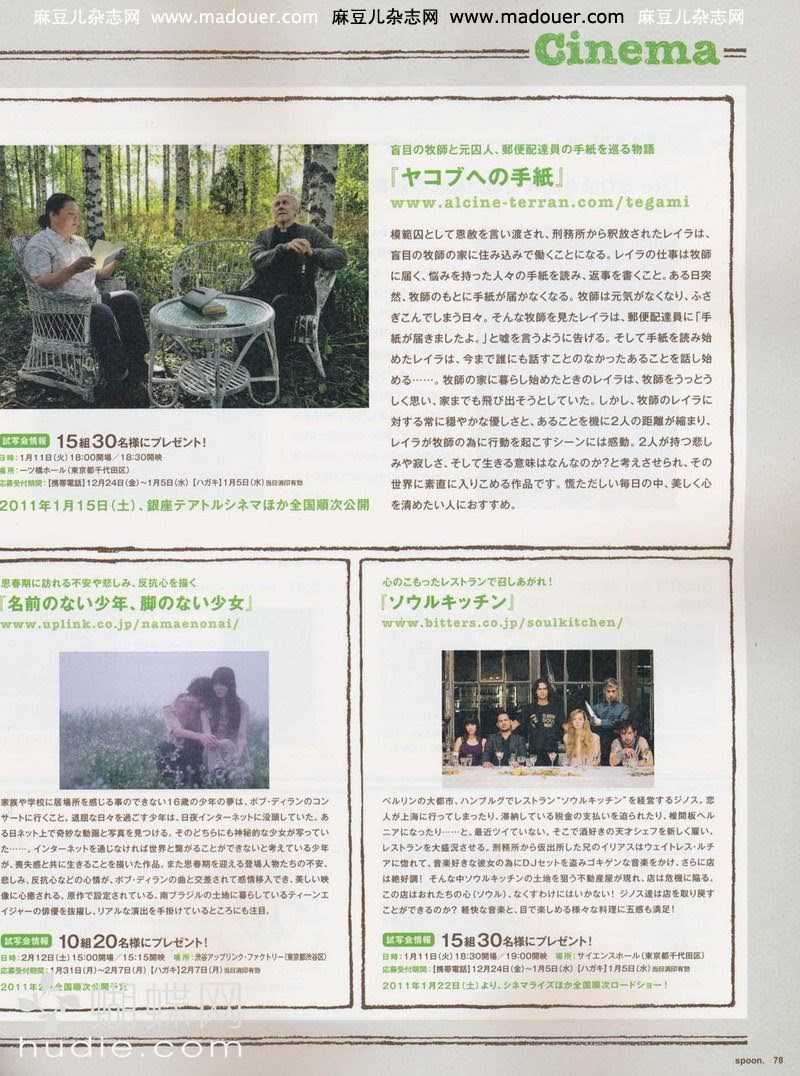 麻豆儿杂志网 www.madouer.com 麻豆儿杂志网 www.madouer.com 麻豆儿杂志网
Cinema
盲目の牧師と元囚人、郵便配達員の手紙を巡る物語
『ヤコブへの手紙』
www.alcine-terran.com/tegami
模範囚として恩赦を言い渡され、刑務所から釈放されたレイラは、
盲目の牧師の家に住み込みで働くことになる。レイラの仕事は牧師
に届く、悩みを持った人々の手紙を読み、返事を書くこと。ある日突
然、牧師のもとに手紙が届かなくなる。牧師は元気がなくなり、ふさ
ぎこんでしまう日々。そんな牧師を見たレイラは、郵便配達員に「手
紙が届きましたよ。」と嘘を言うように告げる。そして手紙を読み始
めたレイラは、今まで誰にも話すことのなかったあることを話し始
める……。牧師の家に暮らし始めたときのレイラは、牧師をうっとう
しく思い、家までも飛び出そうとしていた。しかし、牧師のレイラに
対する常に穏やかな優しさと、あることを機に2人の距離が縮まり、
レイラが牧師の為に行動を起こすシーンには感動。2人が持つ悲し
みや寂しさ、そして生きる意味はなんなのか?と考えさせられ、その
世界に素直に入りこめる作品です。慌ただしい毎日の中、美しく心
を清めたい人におすすめ。
試写会情報 15組30名様にプレゼント!
日時:1月11日(火)18:00開場/18:30開映
場所:一ツ橋ホール(東京都千代田区)
応募受付期間:【携帯電話】12月24日(金)〜1月5日(水)【ハガキ】1月5日(水)当日消印有効
2011年1月15日(土)、銀座テアトルシネマほか全国順次公開
思春期に訪れる不安や悲しみ、反抗心を描く
『名前のない少年、脚のない少女』
www.uplink.co.jp/namaenonai/
家族や学校に居場所を感じる事のできない16歳の少年の夢は、ボブ・ディランのコン
サートに行くこと。退屈な日々を過ごす少年は、日夜インターネットに没頭していた。あ
る日ネット上で奇妙な動画と写真を見つける。そのどちらにも神秘的な少女が写ってい
た……。インターネットを通じなければ世界と繋がることができないと考えている少年
が、喪失感と共に生きることを描いた作品。また思春期を迎える登場人物たちの不安、
悲しみ、反抗心などの心情が、ボブ・ディランの曲と交差されて感情移入でき、美しい映
像に心癒される。原作で設定されている、南ブラジルの土地に暮らしているティーンエ
イジャーの俳優を抜擢し、リアルな演出を手掛けているところにも注目。
試写会情報 10組20名様にプレゼント!
日時:2月12日(土)15:00開場/15:15開映 場所:渋谷アップリンク・ファクトリー(東京都渋谷区)
応募受付期間:1月31日(月)〜2月7日(月)【ハガキ】2月7日(月)当日消印有効
2011年2 全国順次公開予定
心のこもったレストランで召しあがれ!
『ソウルキッチン』
www.bitters.co.jp/soulkitchen/
ベルリンの大都市、ハンブルグでレストラン“ソウルキッチン”を経営するジノス。恋
人が上海に行ってしまったり、滞納している税金の支払いを迫られたり、椎間板ヘル
ニアになったり……と、最近ツイていない。そこで酒好きの天才シェフを新しく雇い、
レストランを大盛況させる。刑務所から仮出所した兄のイリアスはウェイトレス・ルチ
アに惚れて、音楽好きな彼女の為にDJセットを盗みゴキゲンな音楽をかけ、さらに店
は絶好調! そんな中ソウルキッチンの土地を狙う不動産屋が現れ、店は危機に陥る。
この店はおれたちの心(ソウル)、なくすわけにはいかない! ジノス達は店を取り戻す
ことができるのか? 軽快な音楽と、目で楽しめる様々な料理に五感も満足!
試写会情報 15組30名様にプレゼント!
日時:1月11日(火)18:30開場/19:00開映 場所:サイエンスホール(東京都千代田区)
応募受付期間:【携帯電話】12月24日(金)〜1月5日(水)【ハガキ】1月5日(水)当日消印有効
2011年1月22日(土)より、シネマライズほか全国順次ロードショー!
蝴蝶网
hudie.com
spoon. 78